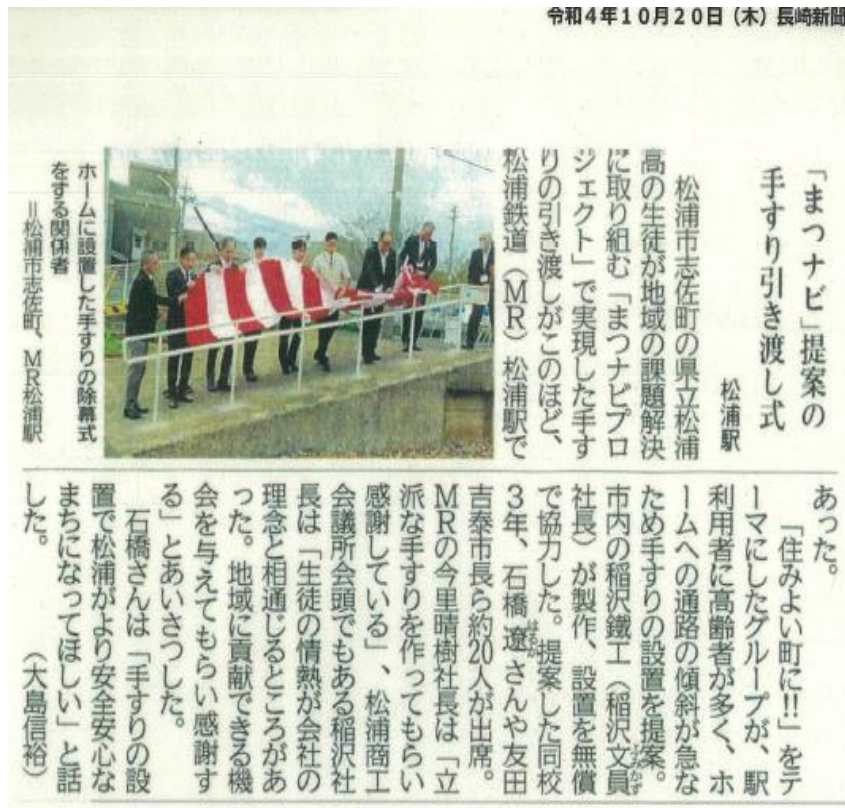 令和4年10月20日（木）長崎新聞
「まつナビ」提案の
手すり引き渡し式
松浦駅
松浦市志佐町の県立松浦
高の生徒が地域の課題解決
に取り組む「まつナビプロ
ジェクト」で実現した手す
りの引き渡しがこのほど、
松浦鉄道（ＭＲ）松浦駅で
ホームに設置した手すりの除幕式
をする関係者
＝松浦市志佐町、ＭＲ松浦駅
あった。
「住みよい町に!!」をテ
ーマにしたグループが、駅
利用者に高齢者が多く、ホ
ームへの通路の傾斜が急な
ため手すりの設置を提案。
市内の稲沢鐵工（稲沢文員
ふみかず
社長）が製作、設置を無償
で協力した。提案した同校
３年、石橋遼さんや友田
はるか
吉泰市長ら約20人が出席。
ＭＲの今里晴樹社長は「立
派な手すりを作ってもらい
感謝している」、松浦商工
会議所会頭でもある稲沢社
長は「生徒の情熱が会社の
理念と相通じるところがあ
った。地域に貢献できる機
会を与えてもらい感謝す
る」とあいさつした。
石橋さんは「手すりの設
置で松浦がより安全安心な
まちになってほしい」と話
した。（大島信裕）